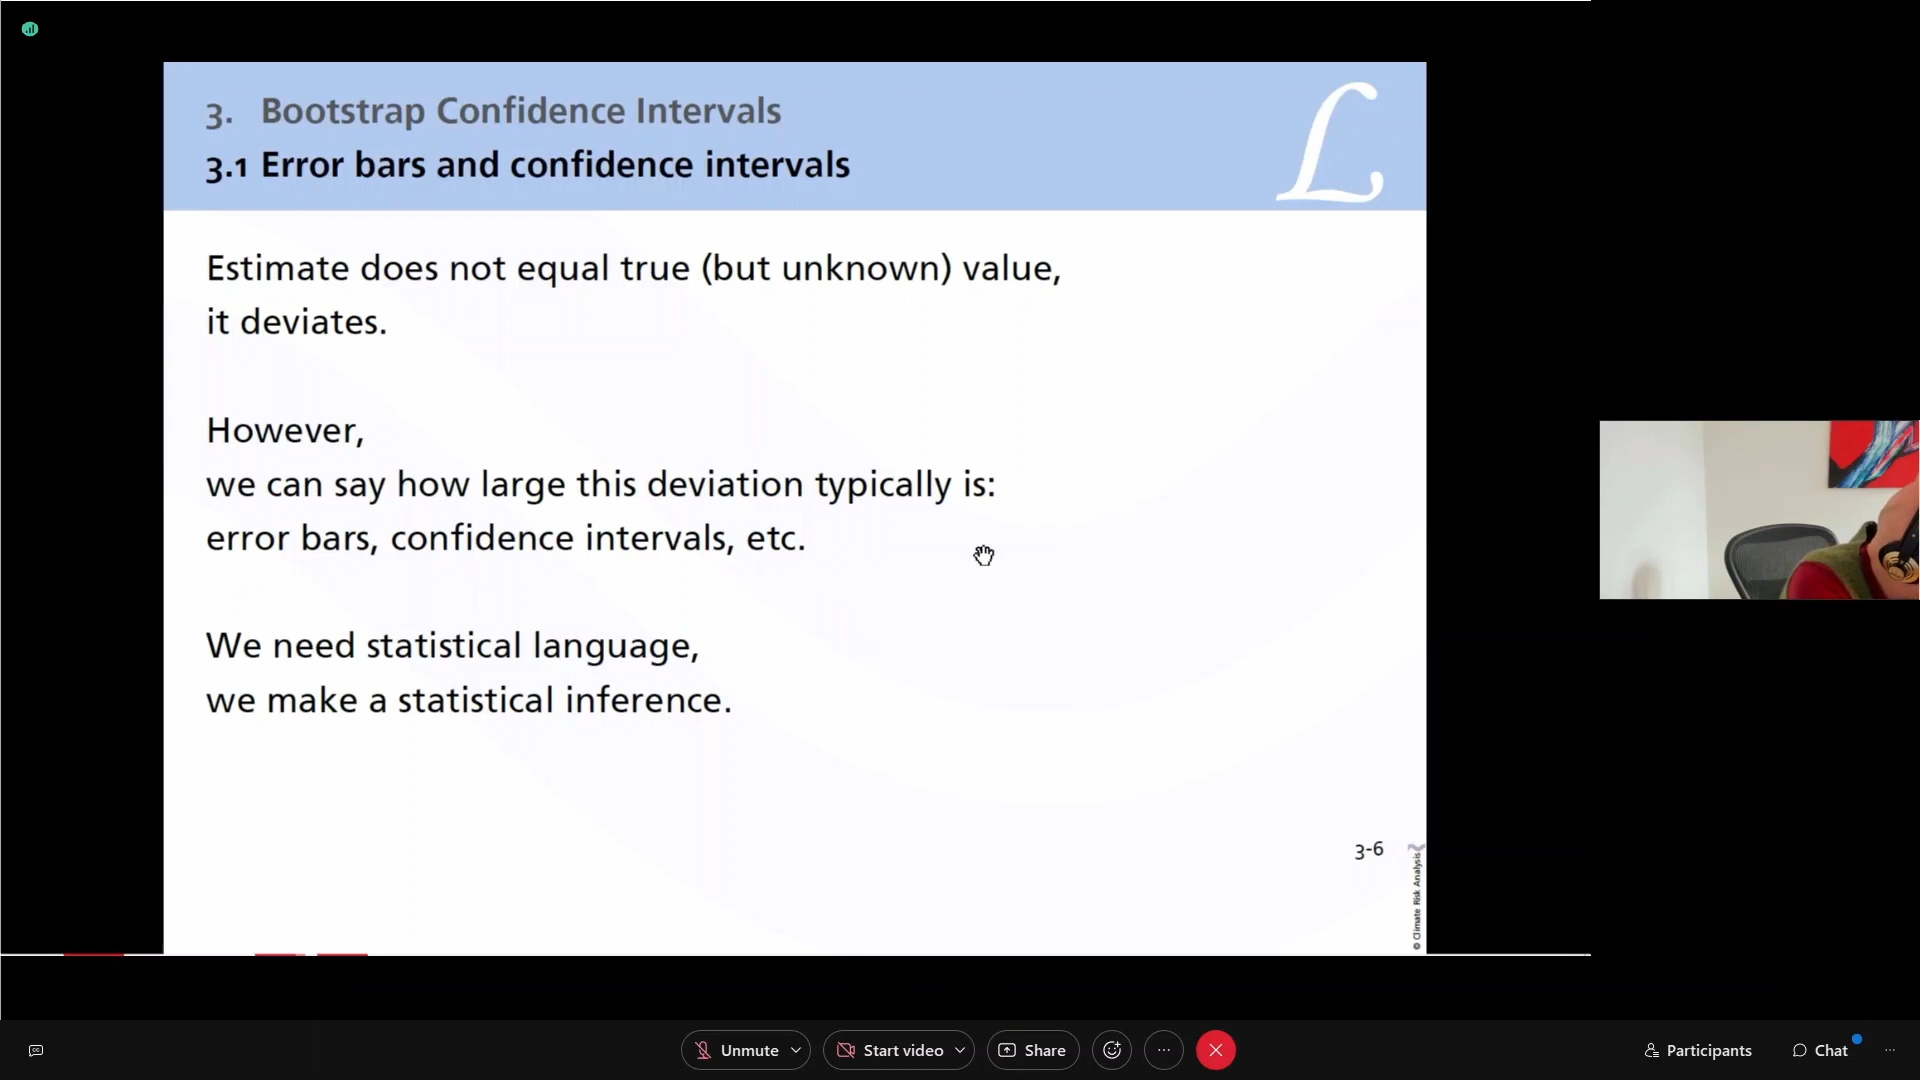 3. Bootstrap Confidence Intervals
3.1 Error bars and confidence intervals
L
Estimate does not equal true (but unknown) value,
it deviates.
However,
we can say how large this deviation typically is:
error bars, confidence intervals, etc.
We need statistical language,
we make a statistical inference.
3-6
© Climate Risk Analysis
Unmute
Start video
Share
Participants
Chat